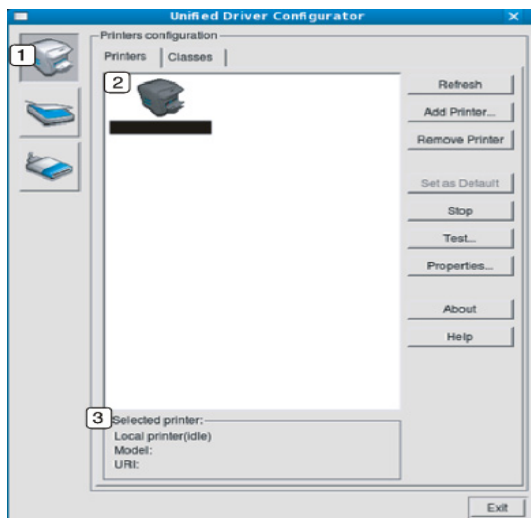 Unified Driver Configurator
1
Printers configuration
Printers
Classes
2
Refresh
Add Printer...
Remove Printer
Set as Default
Stop
Test...
Properties...
About
Help
3
Selected printer:
Local printer(idle)
Model:
URI:
Exit